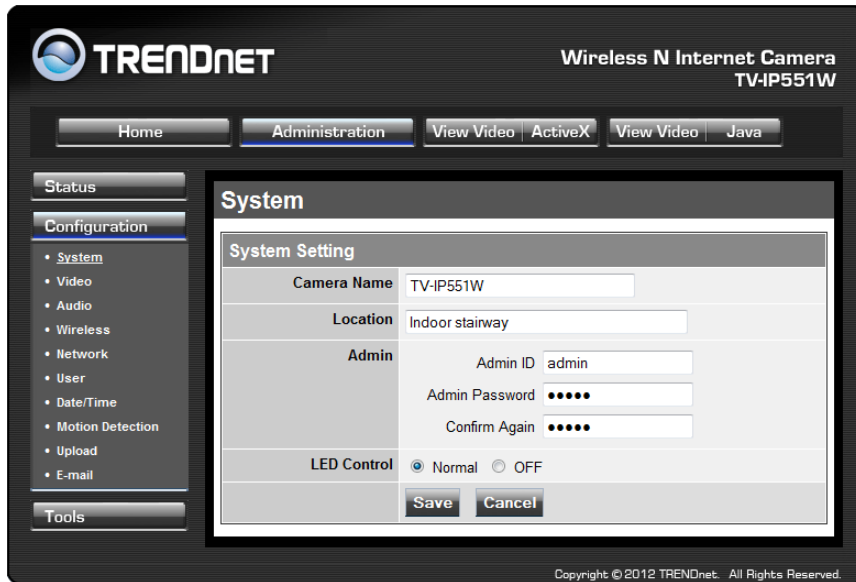 TRENDNET
Wireless N Internet Camera
TV-IP551W
Home Administration View Video ActiveX View Video Java
Status
Configuration
• System
• Video
• Audio
• Wireless
• Network
• User
• Date/Time
• Motion Detection
• Upload
• E-mail
Tools
System
System Setting
Camera Name TV-IP551W
Location Indoor stairway
Admin Admin ID admin
Admin Password •••••
Confirm Again •••••
LED Control Normal OFF
Save Cancel
Copyright © 2012 TRENDnet. All Rights Reserved.